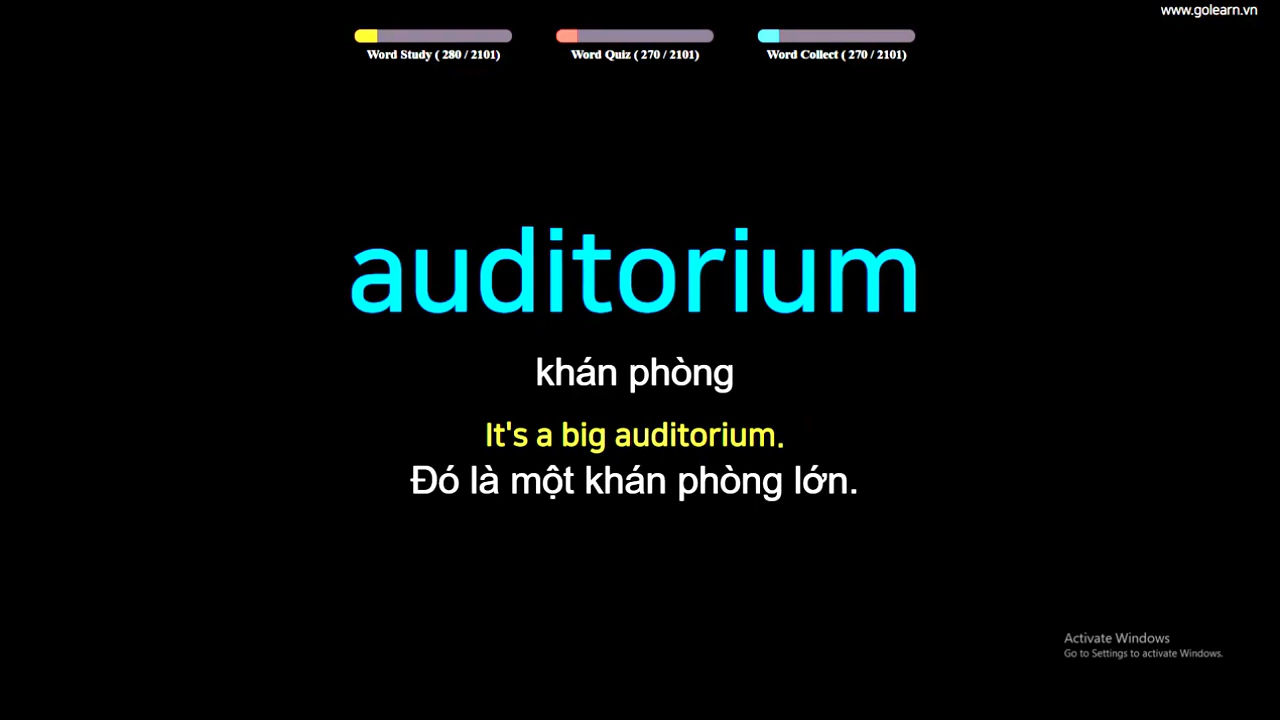 www.golearn.vn
Word Study ( 280 / 2101) Word Quiz ( 270 / 2101) Word Collect ( 270 / 2101)
auditorium
khán phòng
It's a big auditorium.
Đó là một khán phòng lớn.
Activate Windows
Go to Settings to activate Windows.